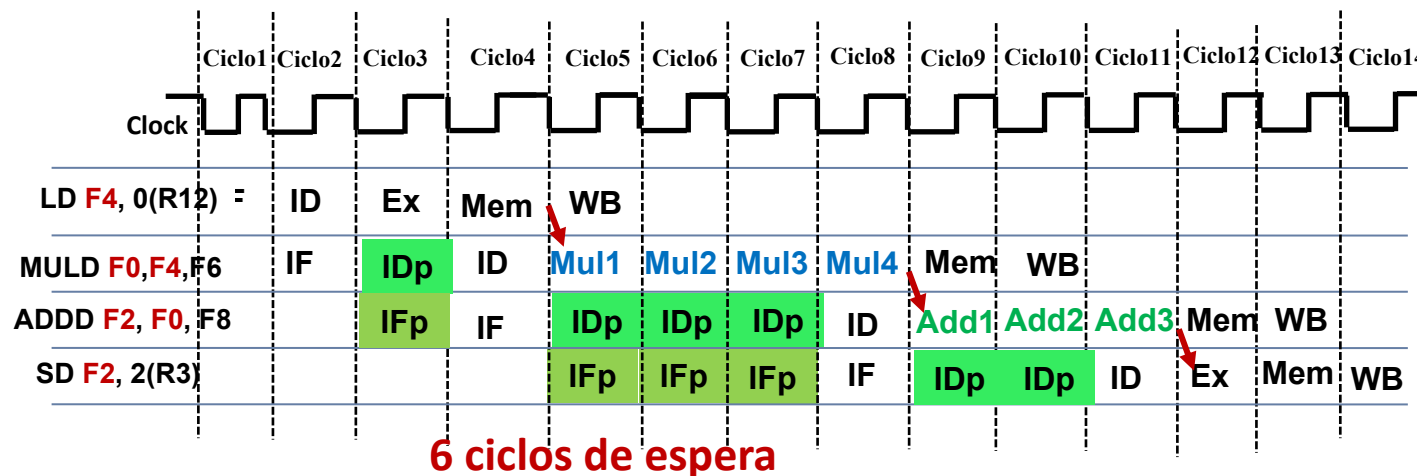 Ciclo1 Ciclo2 Ciclo3 Ciclo4 Ciclo5 Ciclo6 Ciclo7 Ciclo8 Ciclo9 Ciclo10 Ciclo11 Ciclo12 Ciclo13 Ciclo14
Clock
LD F4, 0(R12) F ID Ex Mem WB
MULD F0,F4,F6 IF IDp ID Mul1 Mul2 Mul3 Mul4 Mem WB
ADDD F2, F0, F8 IFp IF IDp IDp IDp ID Add1 Add2 Add3 Mem WB
SD F2, 2(R3) IFp IFp IFp IF IDp IDp ID Ex Mem WB
6 ciclos de espera